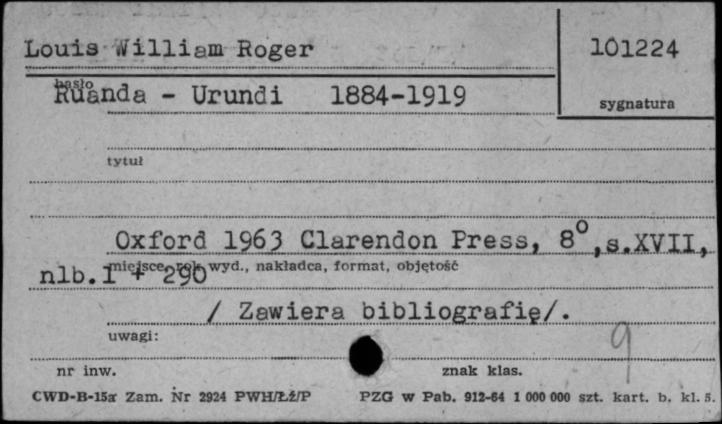 Louis William Roger
101224
hasło
Ruanda - Urundi 1884-1919
sygnatura
tytuł
Oxford 1963 Clarendon Press, 8°, s.XVII,
miejsce, rok wyd., nakładca, format, objętość
nlb.1 + 290
/ Zawiera bibliografię/.
uwagi:
9
nr inw.
znak klas.
CWD-B-15a Zam. Nr 2924 PWH/Łź/P PZG w Pab. 912-64 1 000 000 szt. kart. b. kl. 5.